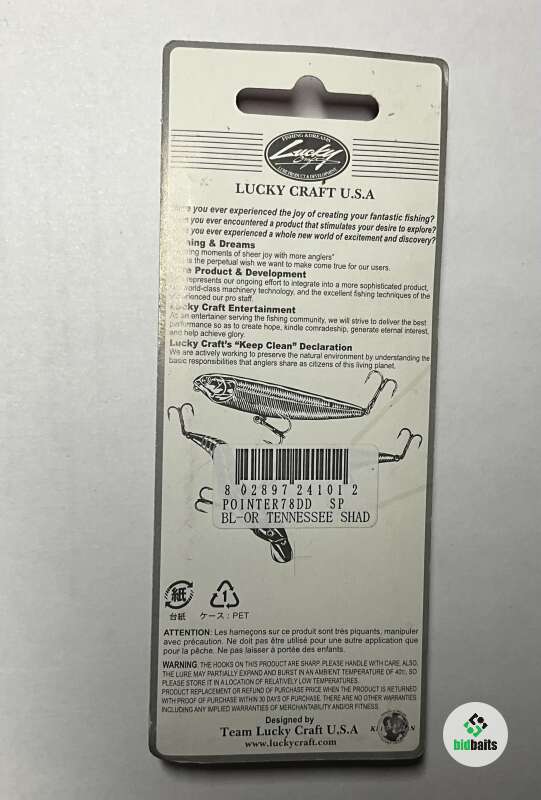 FISHING & DREAMS
Lucky
Craft
LURE PRODUCT & DEVELOPMENT
LUCKY CRAFT U.S.A
you ever experienced the joy of creating your fantastic fishing?
you ever encountered a product that stimulates your desire to explore?
you ever experienced a whole new world of excitement and discovery?
& Dreams
moments of sheer joy with more anglers"
is the perpetual wish we want to make come true for our users.
Product & Development
represents our ongoing effort to integrate into a more sophisticated product,
world-class machinery technology, and the excellent fishing techniques of the
experienced our pro staff.
Lucky Craft Entertainment
As an entertainer serving the fishing community, we will strive to deliver the best
performance so as to create hope, kindle comradeship, generate eternal interest,
and help achieve glory.
Lucky Craft's "Keep Clean" Declaration
We are actively working to preserve the natural environment by understanding the
basic responsibilities that anglers share as citizens of this living planet.
8 02897 24101 2
POINTER78DD SP
BL-OR TENNESSEE SHAD
紙 1
台紙 ケース:PET
ATTENTION: Les hameçons sur ce produit sont très piquants, manipuler
avec précaution. Ne doit pas être utilisé pour une autre application que
pour la pêche. Ne pas laisser à portée des enfants.
WARNING: THE HOOKS ON THIS PRODUCT ARE SHARP. PLEASE HANDLE WITH CARE. ALSO,
THE LURE MAY PARTIALLY EXPAND AND BURST IN AN AMBIENT TEMPERATURE OF 40℃, SO
PLEASE STORE IT IN A LOCATION OF RELATIVELY LOW TEMPERATURES.
PRODUCT REPLACEMENT OR REFUND OF PURCHASE PRICE WHEN THE PRODUCT IS RETURNED
WITH PROOF OF PURCHASE WITHIN 30 DAYS OF PURCHASE. THERE ARE NO OTHER WARRANTIES
INCLUDING ANY IMPLIED WARRANTIES OF MERCHANTABILITY AND/OR FITNESS.
Designed by
Team Lucky Craft U.S.A
www.luckycraft.com
bidbaits